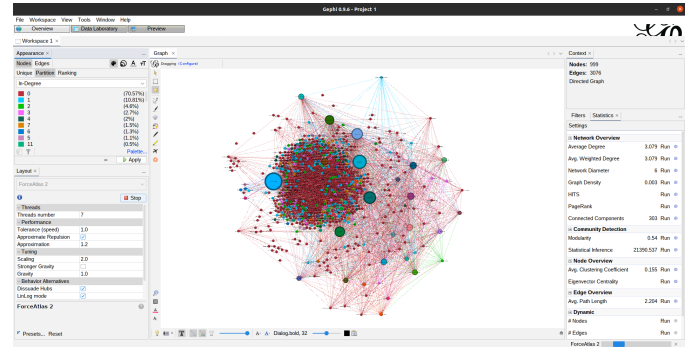 Gephi 0.9.6 - Project 1
File Workspace View Tools Window Help
Overview Data Laboratory Preview
Workspace 1 ×
Appearance ×
Nodes Edges
Unique Partition Ranking
In-Degree
0 (70.57%)
1 (10.81%)
2 (4.6%)
3 (2.7%)
4 (2%)
7 (1.5%)
6 (1.3%)
5 (1.1%)
11 (0.5%)
Palette...
Apply
Layout ×
ForceAtlas 2
Stop
Threads
Threads number 7
Performance
Tolerance (speed) 1.0
Approximate Repulsion
Approximation 1.2
Tuning
Scaling 2.0
Stronger Gravity
Gravity 1.0
Behavior Alternatives
Dissuade Hubs
LinLog mode
ForceAtlas 2
Presets... Reset
Graph ×
Dragging (Configure)
A- A- Dialog.bold, 32
Context ×
Nodes: 999
Edges: 3076
Directed Graph
Filters Statistics ×
Settings
Network Overview
Average Degree 3.079 Run
Avg. Weighted Degree 3.079 Run
Network Diameter 6 Run
Graph Density 0.003 Run
HITS Run
PageRank Run
Connected Components 303 Run
Community Detection
Modularity 0.54 Run
Statistical Inference 21390.537 Run
Node Overview
Avg. Clustering Coefficient 0.155 Run
Eigenvector Centrality Run
Edge Overview
Avg. Path Length 2.204 Run
Dynamic
# Nodes Run
# Edges Run
ForceAtlas 2